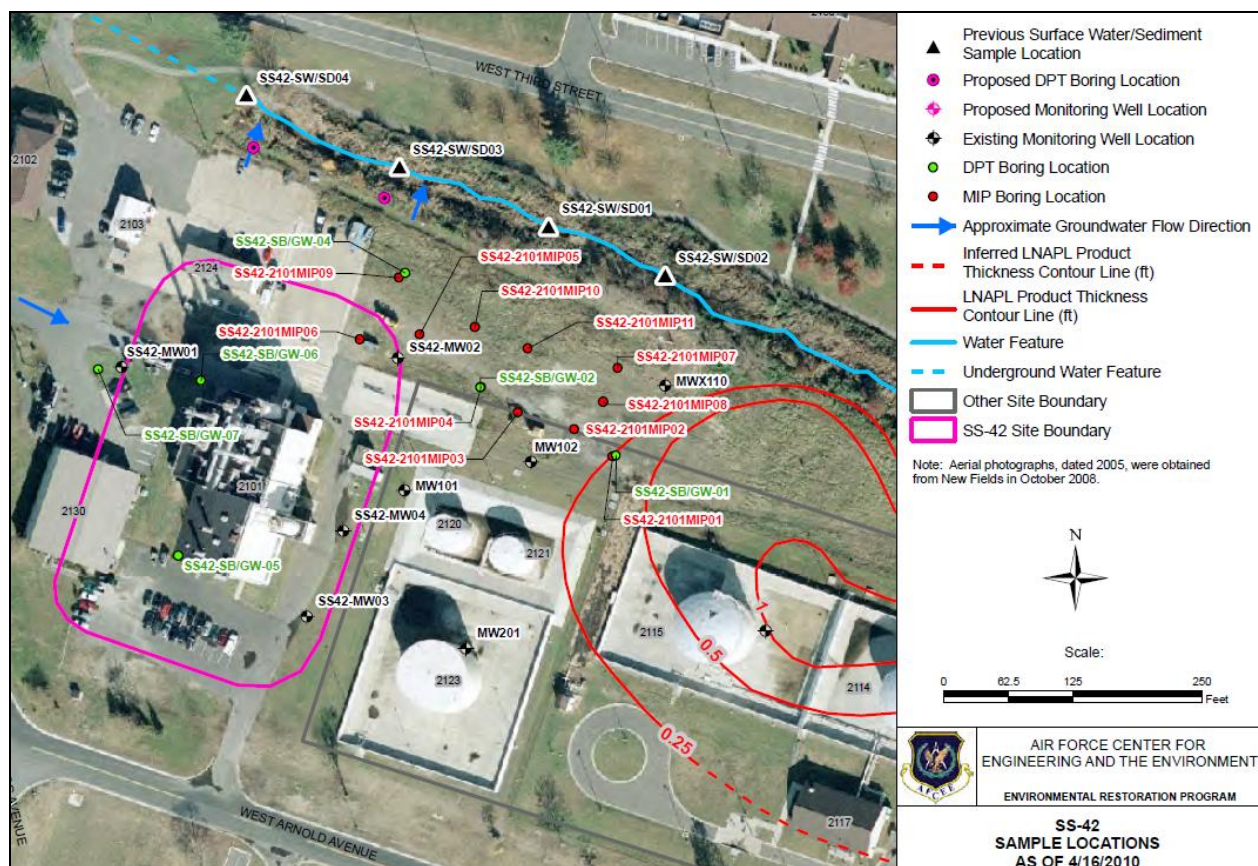 SS42-SW/SD04
WEST THIRD STREET
2102
SS42-SW/SD03
2103
SS42-SW/SD01
SS42-SB/GW-04
SS42-2101MIP05
SS42-SW/SD02
2124
SS42-2101MIP09
SS42-2101MIP10
SS42-2101MIP06
SS42-2101MIP11
SS42-MW02
SS42-2101MIP07
SS42-MW01
SS42-SB/GW-06
SS42-SB/GW-02
MWX110
SS42-2101MIP04
SS42-2101MIP08
SS42-SB/GW-07
SS42-2101MIP02
SS42-2101MIP03
MW102
2101
MW101
SS42-SB/GW-01
2130
SS42-MW04
2120
SS42-2101MIP01
2121
SS42-SB/GW-05
SS42-MW03
1
2115
MW201
0.5
2123
2114
0.25
2117
WEST ARNOLD AVENUE
AVENUE
Previous Surface Water/Sediment
Sample Location
Proposed DPT Boring Location
Proposed Monitoring Well Location
Existing Monitoring Well Location
DPT Boring Location
MIP Boring Location
Approximate Groundwater Flow Direction
Inferred LNAPL Product
Thickness Contour Line (ft)
LNAPL Product Thickness
Contour Line (ft)
Water Feature
Underground Water Feature
Other Site Boundary
SS-42 Site Boundary
Note: Aerial photographs, dated 2005, were obtained
from New Fields in October 2008.
N
Scale:
0 62.5 125 250
Feet
AFCEE
AIR FORCE CENTER FOR
ENGINEERING AND THE ENVIRONMENT
ENVIRONMENTAL RESTORATION PROGRAM
SS-42
SAMPLE LOCATIONS
AS OF 4/16/2010